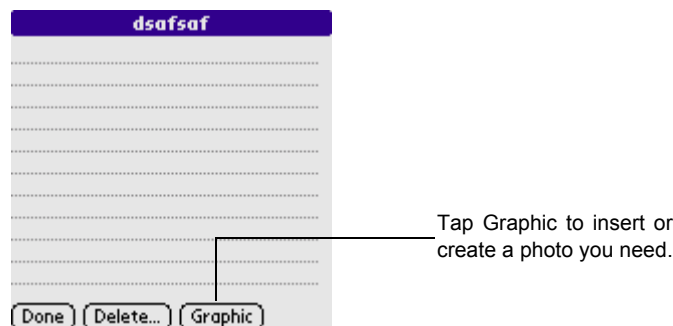 dsafsaf
Tap Graphic to insert or
create a photo you need.
Done Delete... Graphic